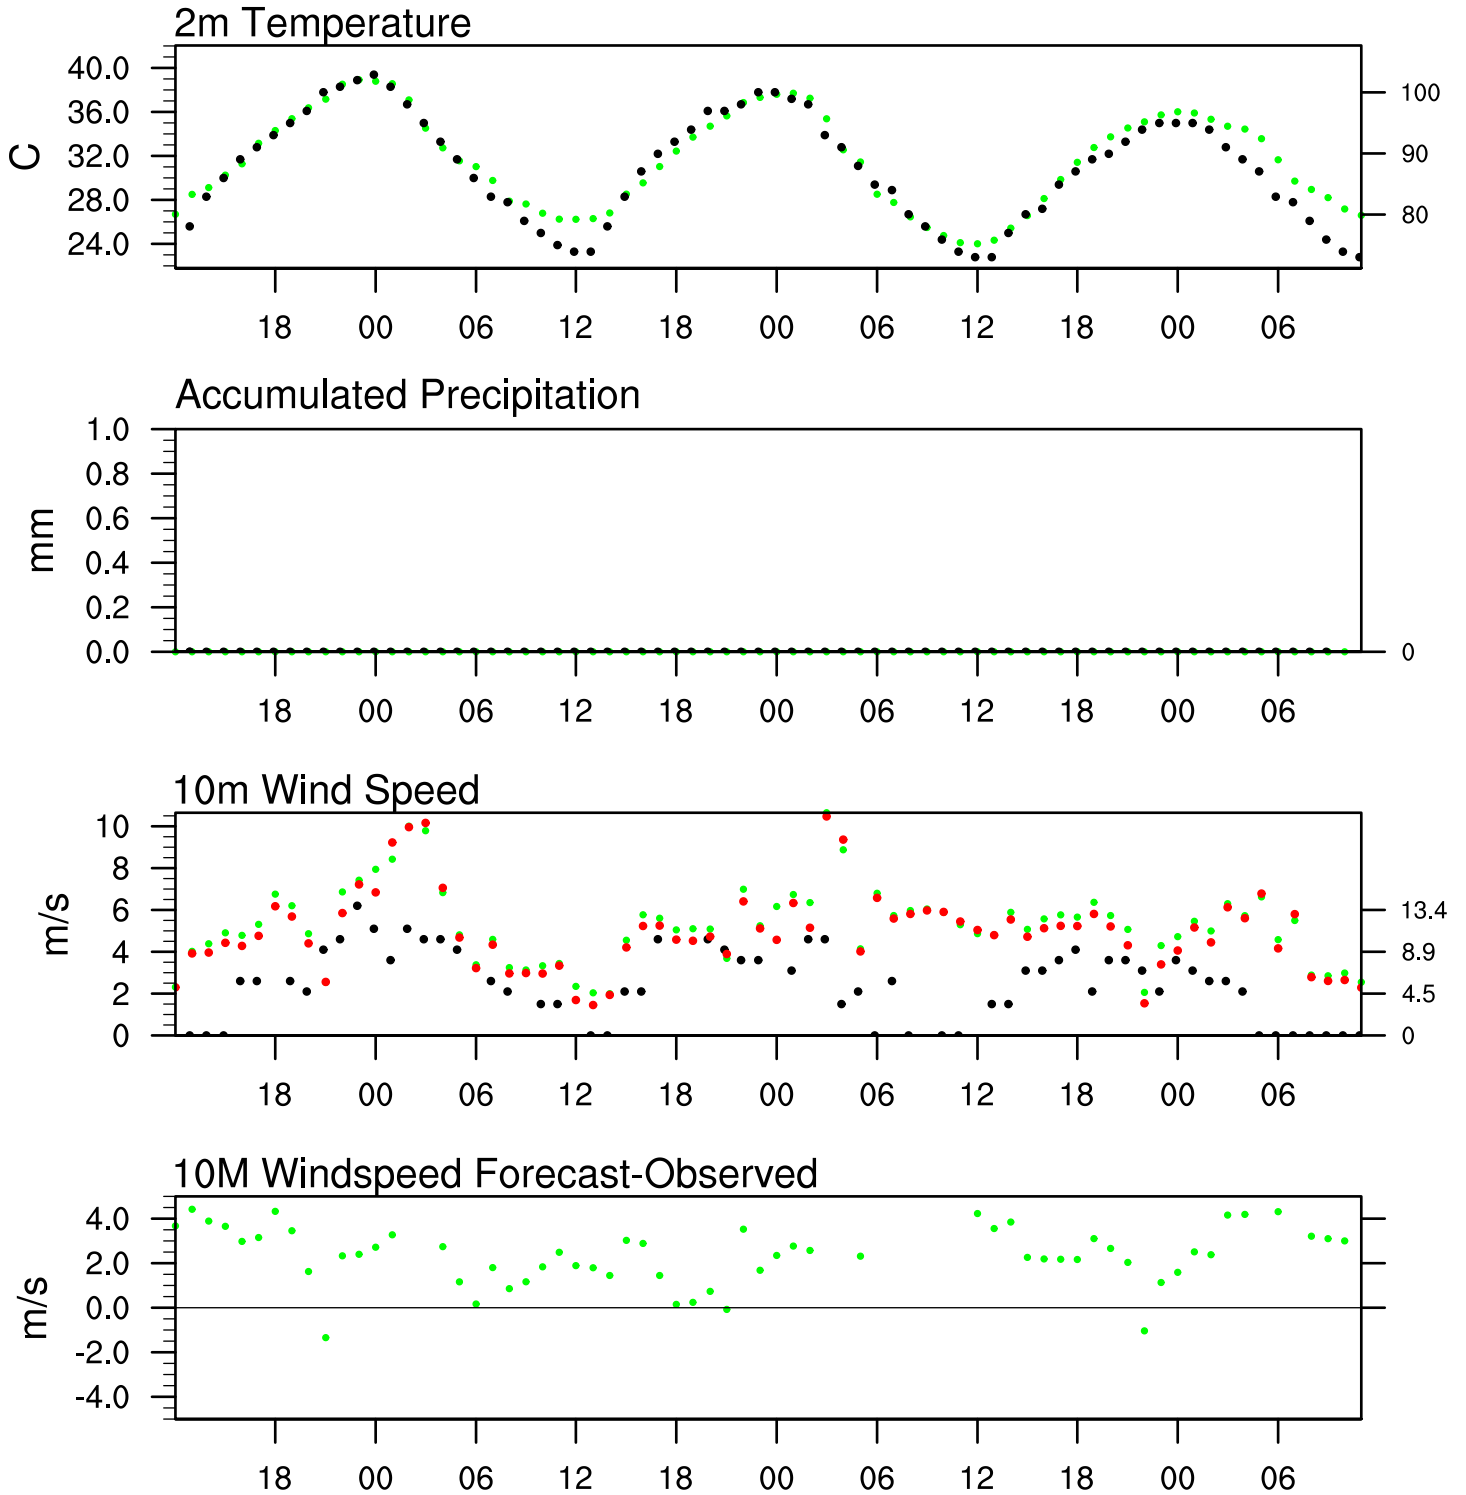 2m Temperature
40.0
36.0
32.0
28.0
24.0
C
100
90
80
18 00 06 12 18 00 06 12 18 00 06
Accumulated Precipitation
1.0
0.8
0.6
0.4
0.2
0.0
mm
0
18 00 06 12 18 00 06 12 18 00 06
10m Wind Speed
10
8
6
4
2
0
m/s
13.4
8.9
4.5
0
18 00 06 12 18 00 06 12 18 00 06
10M Windspeed Forecast-Observed
4.0
2.0
0.0
-2.0
-4.0
m/s
18 00 06 12 18 00 06 12 18 00 06